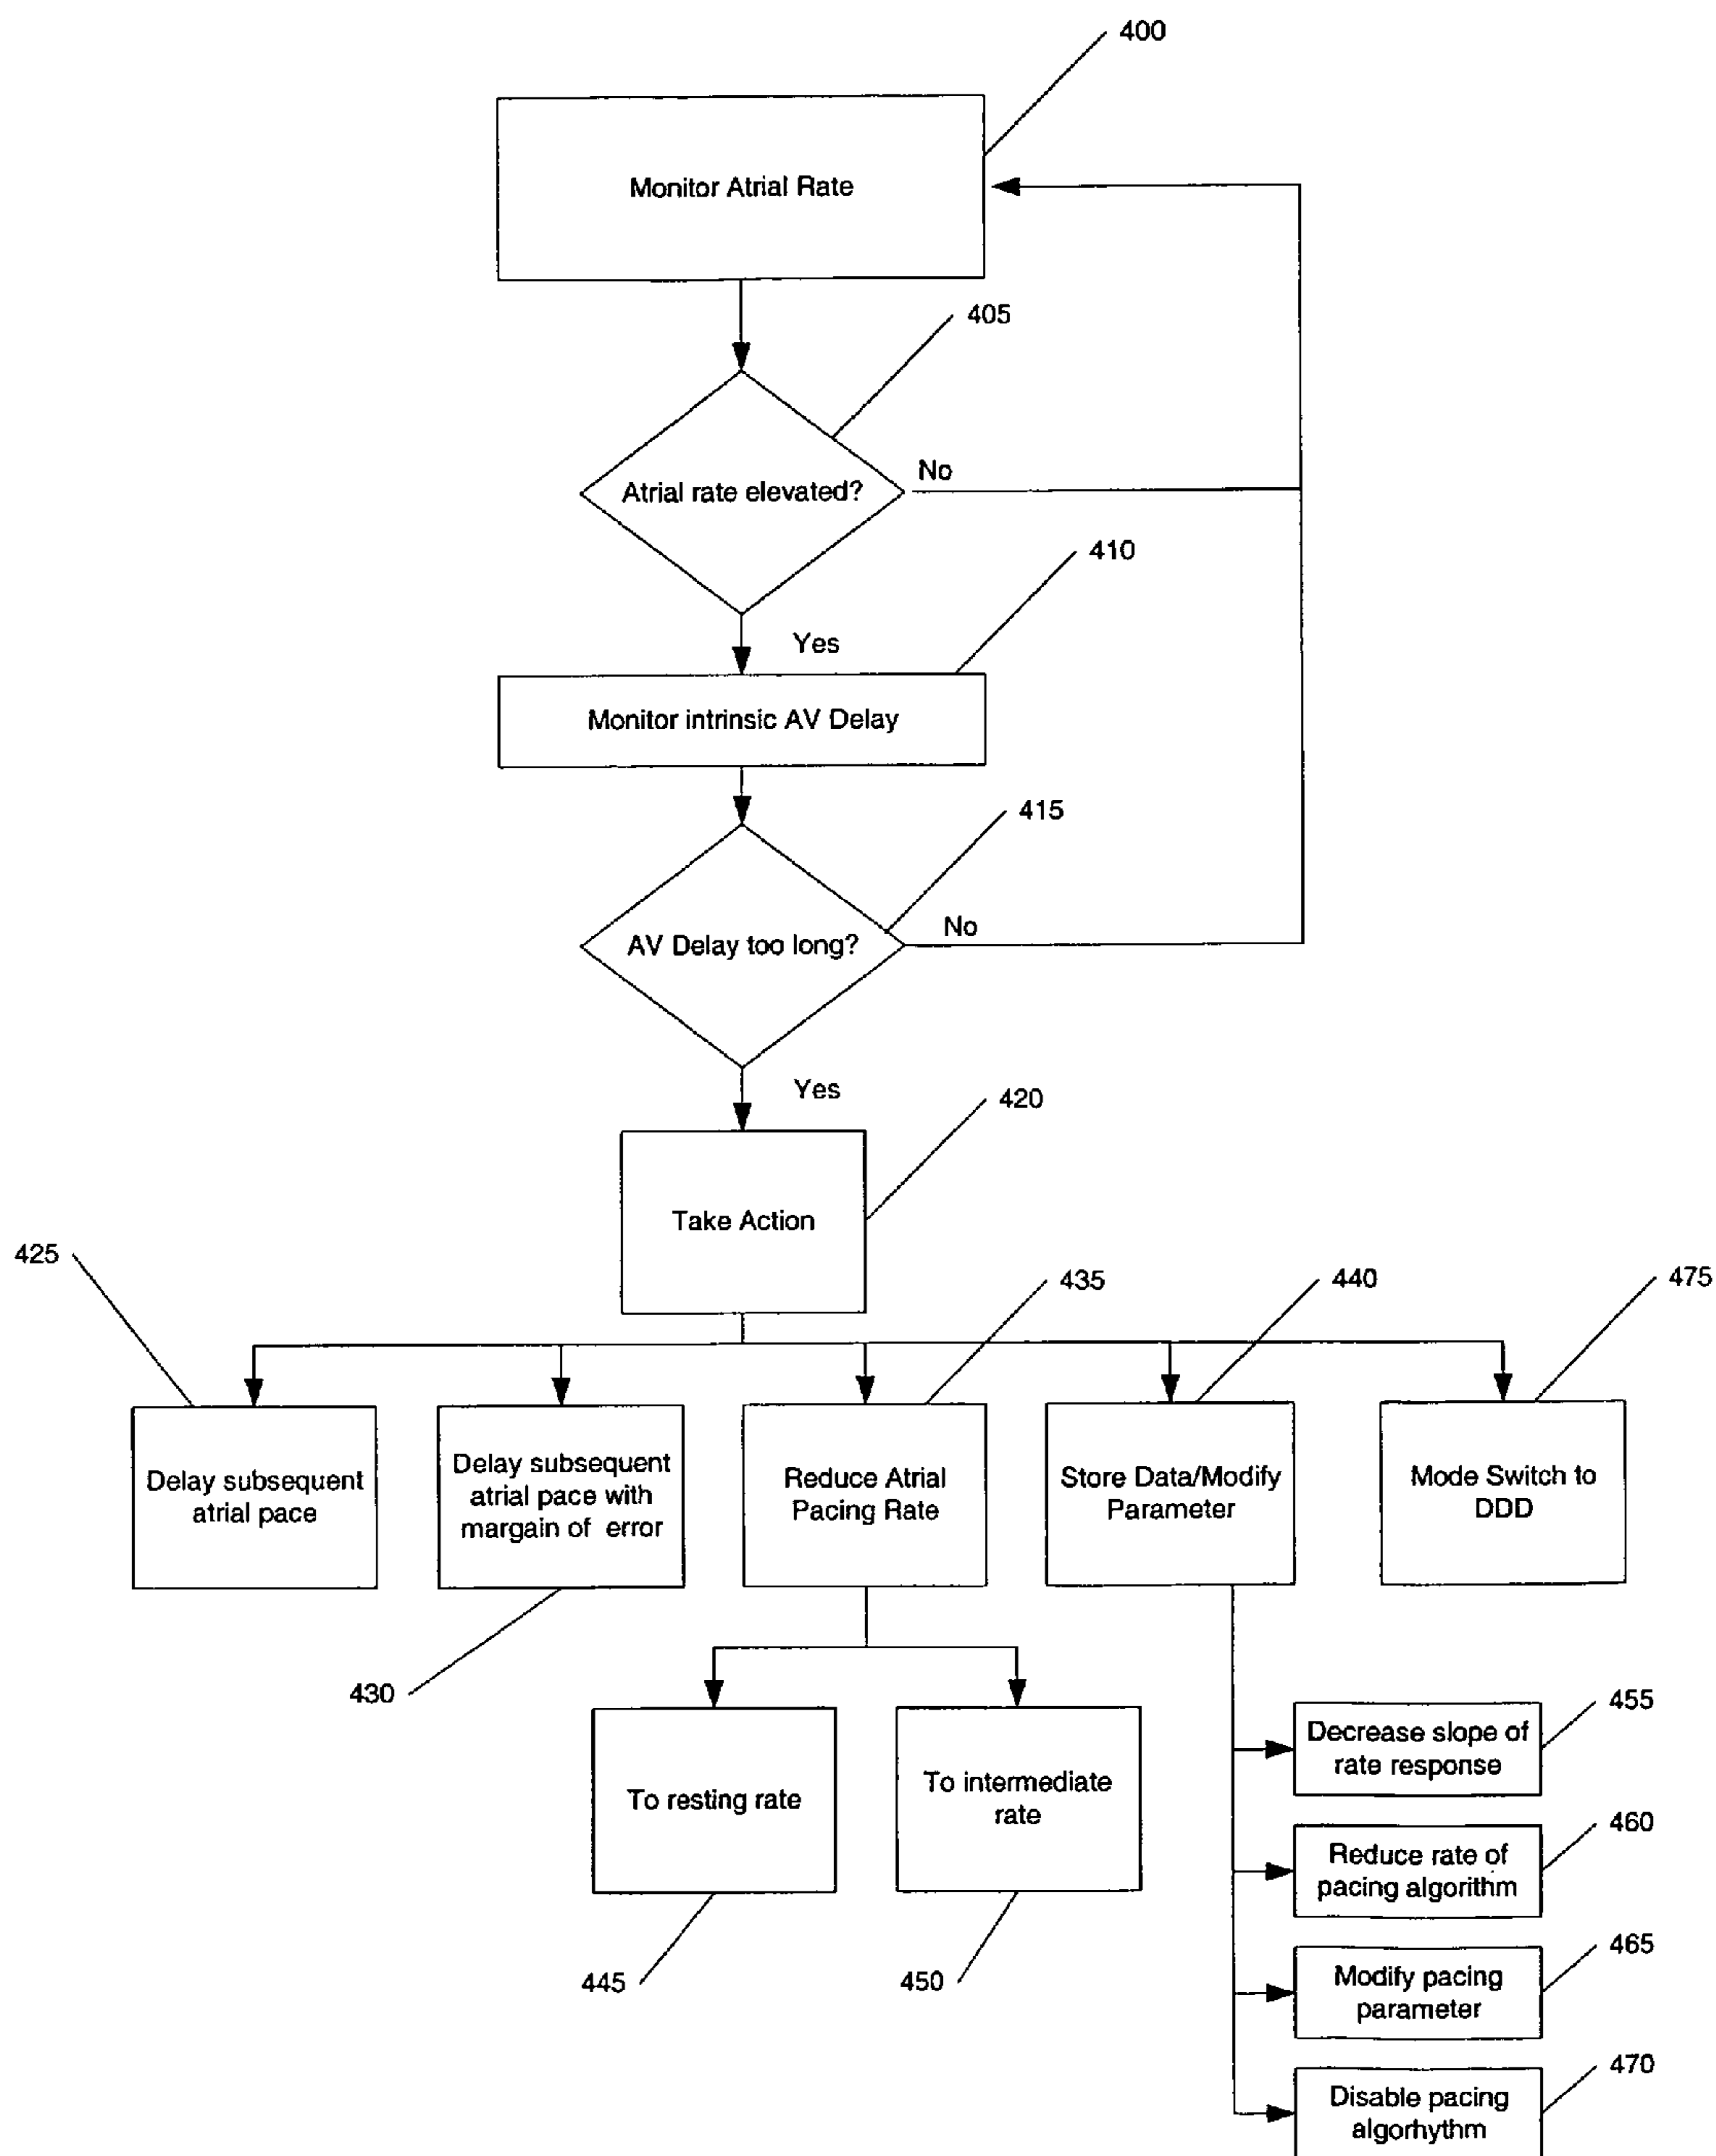 400
Monitor Atrial Rate
405
Atrial rate elevated?
No
410
Yes
Monitor intrinsic AV Delay
415
AV Delay too long?
No
Yes
420
Take Action
425
435
440
475
Delay subsequent
atrial pace
Delay subsequent
atrial pace with
margain of error
Reduce Atrial
Pacing Rate
Store Data/Modify
Parameter
Mode Switch to
DDD
430
To resting rate
To intermediate
rate
445
450
455
Decrease slope of
rate response
460
Reduce rate of
pacing algorithm
465
Modify pacing
parameter
470
Disable pacing
algorhythm